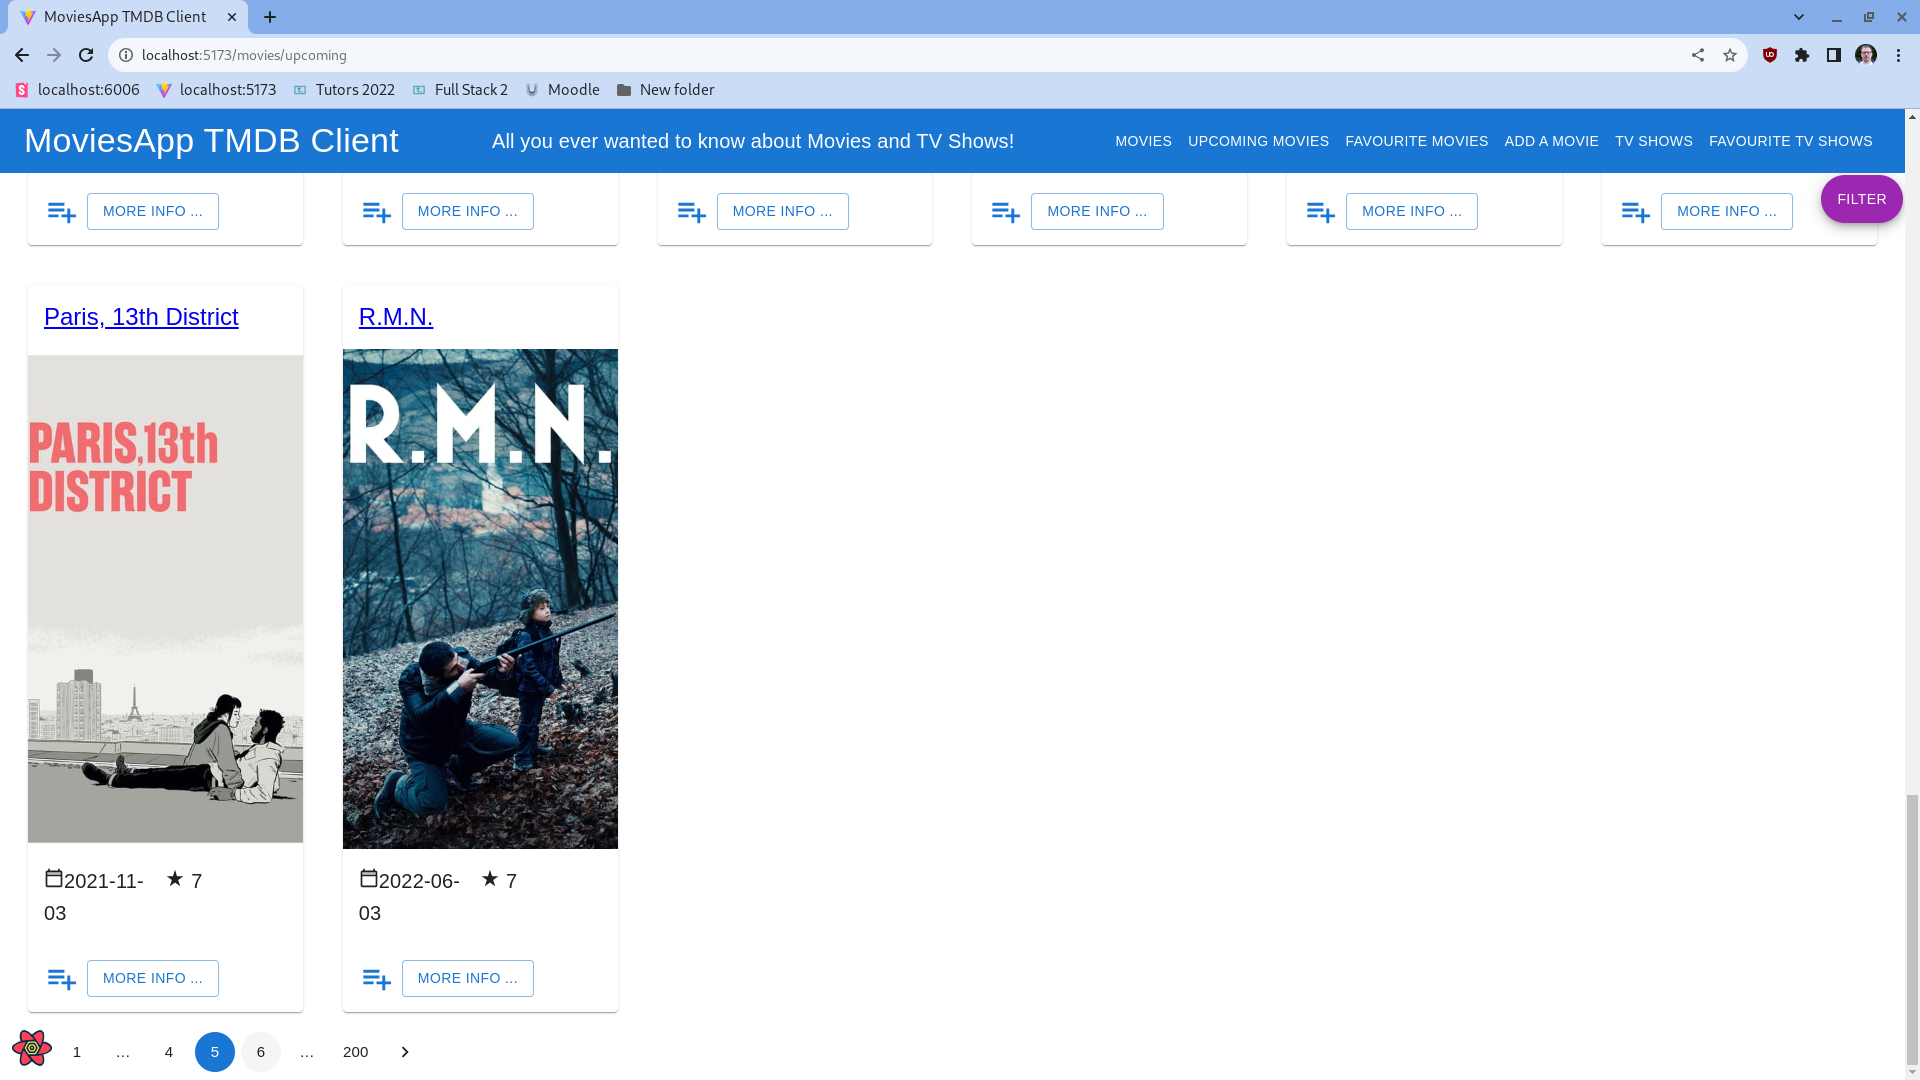 MoviesApp TMDB Client
localhost:5173/movies/upcoming
localhost:6006 localhost:5173 Tutors 2022 Full Stack 2 Moodle New folder
MoviesApp TMDB Client All you ever wanted to know about Movies and TV Shows! MOVIES UPCOMING MOVIES FAVOURITE MOVIES ADD A MOVIE TV SHOWS FAVOURITE TV SHOWS
FILTER
MORE INFO ... MORE INFO ... MORE INFO ... MORE INFO ... MORE INFO ... MORE INFO ...
Paris, 13th District
PARIS,13th
DISTRICT
2021-11-
03
7
MORE INFO ...
R.M.N.
R.M.N.
2022-06-
03
7
MORE INFO ...
1 … 4 5 6 … 200